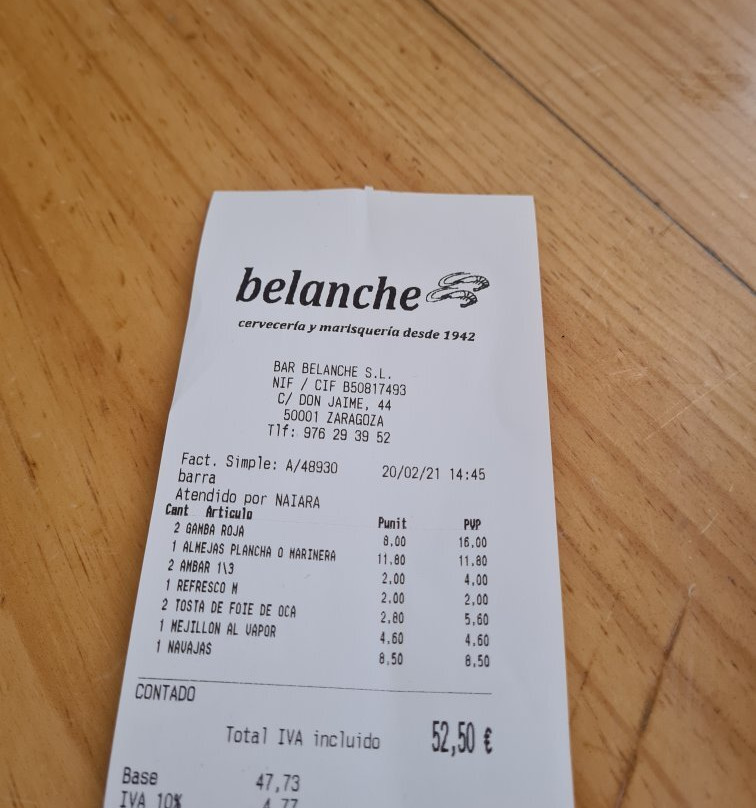 belanche
cervecería y marisquería desde 1942
BAR BELANCHE S.L.
NIF / CIF B50817493
C/ DON JAIME, 44
50001 ZARAGOZA
Tlf: 976 29 39 52
Fact. Simple: A/48930 20/02/21 14:45
barra
Atendido por NAIARA
Cant Articulo Punit PVP
2 GAMBA ROJA 8.00 16,00
1 ALMEJAS PLANCHA O MARINERA 11.80 11.80
2 AMBAR 1\3 2.00 4,00
1 REFRESCO M 2.00 2,00
2 TOSTA DE FOIE DE OCA 2,80 5,60
1 MEJILLON AL VAPOR 4,60 4,60
1 NAVAJAS 8,50 8,50
CONTADO
Total IVA incluido 52,50 €
Base 47,73
IVA 10% 4,77